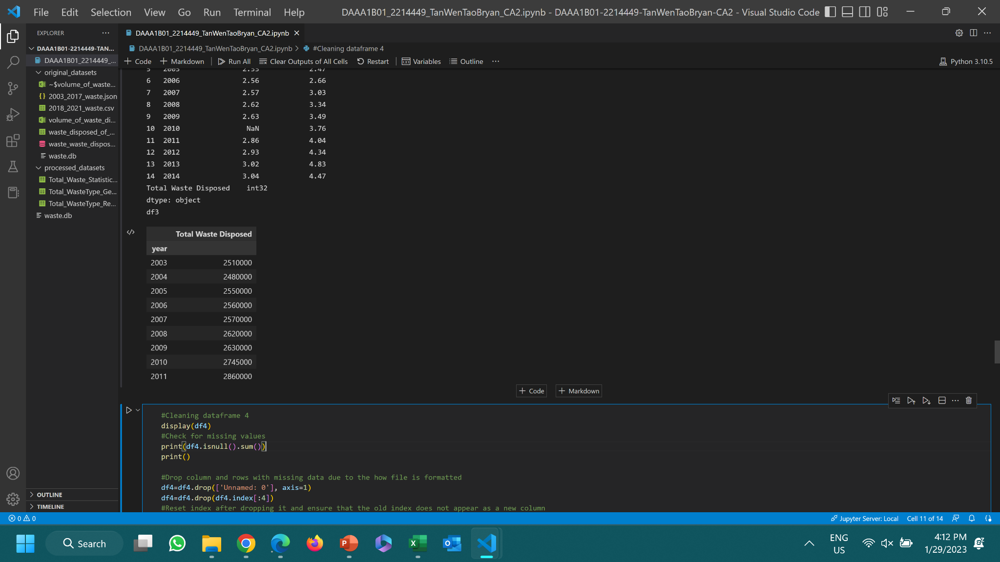 File Edit Selection View Go Run Terminal Help DAAA1B01_2214449_TanWenTaoBryan_CA2.ipynb - DAAA1B01-2214449-TanWenTaoBryan-CA2 - Visual Studio Code
EXPLORER
DAAA1B01_2214449_TanWenTaoBryan_CA2.ipynb
DAAA1B01-2214449-TAN...
DAAA1B01_2214449_...
original_datasets
~$volume_of_waste...
2003_2017_waste.json
2018_2021_waste.csv
volume_of_waste_di...
waste_disposed_of_...
waste_waste_dispos...
waste.db
processed_datasets
Total_Waste_Statistic...
Total_WasteType_Ge...
Total_WasteType_Re...
waste.db
OUTLINE
TIMELINE
DAAA1B01_2214449_TanWenTaoBryan_CA2.ipynb > #Cleaning dataframe 4
+ Code + Markdown Run All Clear Outputs of All Cells Restart Variables Outline ... Python 3.10.5
5 2005 2.55 2.47
6 2006 2.56 2.66
7 2007 2.57 3.03
8 2008 2.62 3.34
9 2009 2.63 3.49
10 2010 NaN 3.76
11 2011 2.86 4.04
12 2012 2.93 4.34
13 2013 3.02 4.83
14 2014 3.04 4.47
Total Waste Disposed int32
dtype: object
df3
Total Waste Disposed
year
2003 2510000
2004 2480000
2005 2550000
2006 2560000
2007 2570000
2008 2620000
2009 2630000
2010 2745000
2011 2860000
+ Code + Markdown
#Cleaning dataframe 4
display(df4)
#Check for missing values
print(df4.isnull().sum())
print()
#Drop column and rows with missing data due to the how file is formatted
df4=df4.drop(['Unnamed: 0'], axis=1)
df4=df4.drop(df4.index[:4])
#Reset index after dropping it and ensure that the old index does not appear as a new column
0 0
Jupyter Server: Local Cell 11 of 14
Search
ENG
US
4:12 PM
1/29/2023